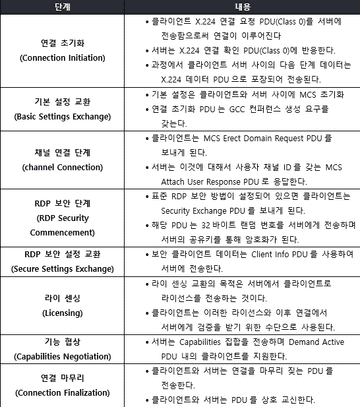 단계
내용
연결 초기화
(Connection Initiation)
• 클라이언트 X.224 연결 요청 PDU(Class 0)를 서버에
전송함으로써 연결이 이루어진다
• 서버는 X.224 연결 확인 PDU(Class 0)에 반응한다.
• 과정에서 클라이언트 서버 사이의 다음 단계 데이터는
X.224 데이터 PDU 으로 포장되어 전송된다.
기본 설정 교환
(Basic Settings Exchange)
• 기본 설정은 클라이언트와 서버 사이에 MCS 초기화
• 연결 초기화 PDU 는 GCC 컨퍼런스 생성 요구를
갖는다.
채널 연결 단계
(channel Connection)
• 클라이언트는 MCS Erect Domain Request PDU 를
보내게 된다.
• 서버는 이것에 대해서 사용자 채널 ID 를 갖는 MCS
Attach User Response PDU 로 응답한다.
RDP 보안 단계
(RDP Security
Commencement)
• 표준 RDP 보안 방법이 설정되어 있으면 클라이언트는
Security Exchange PDU 를 보내게 된다.
• 해당 PDU 는 32 바이트 랜덤 번호를 서버에게 전송하며
서버의 공유키를 통해 암호화가 된다.
RDP 보안 설정 교환
(Secure Settings Exchange)
• 보안 클라이언트 데이터는 Client Info PDU 를 사용하여
서버에 전송한다.
라이 센싱
(Licensing)
• 라이 센싱 교환의 목적은 서버에서 클라이언트로
라이선스를 전송하는 것이다.
• 클라이언트는 이러한 라이선스와 이후 연결에서
서버에게 검증을 받기 위한 수단으로 사용된다.
기능 협상
(Capabilities Negotiation)
• 서버는 Capabilities 집합을 전송하며 Demand Active
PDU 내의 클라이언트를 지원한다.
연결 마무리
(Connection Finalization)
• 클라이언트와 서버는 연결을 마무리 짖는 PDU 를
전송한다.
• 클라이언트와 서버는 PDU 를 상호 교신한다.